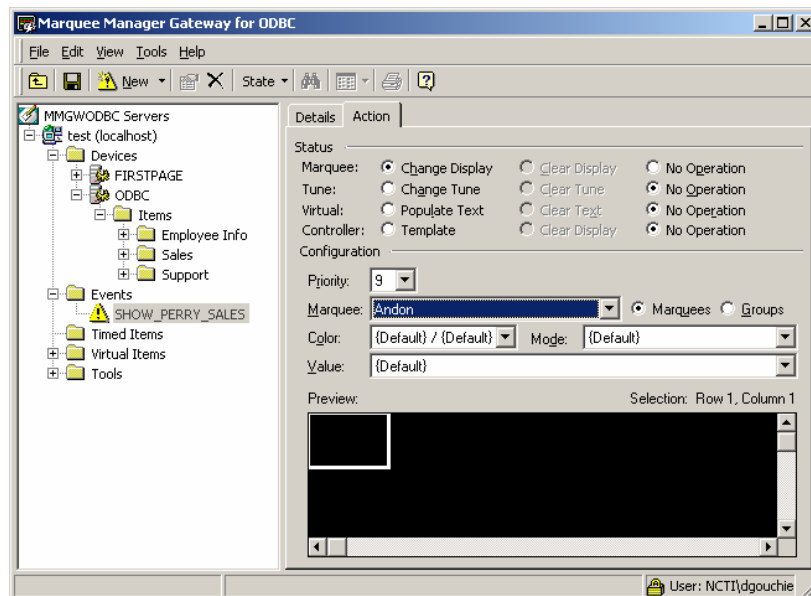 Marquee Manager Gateway for ODBC
File Edit View Tools Help
New State
MMGWODBC Servers
test (localhost)
Devices
FIRSTPAGE
ODBC
Items
Employee Info
Sales
Support
Events
SHOW_PERRY_SALES
Timed Items
Virtual Items
Tools
Details Action
Status
Marquee: Change Display Clear Display No Operation
Tune: Change Tune Clear Tune No Operation
Virtual: Populate Text Clear Text No Operation
Controller: Template Clear Display No Operation
Configuration
Priority: 9
Marquee: Andon Marquees Groups
Color: {Default} / {Default} Mode: {Default}
Value: {Default}
Preview: Selection: Row 1, Column 1
User: NCTI\dgouchie